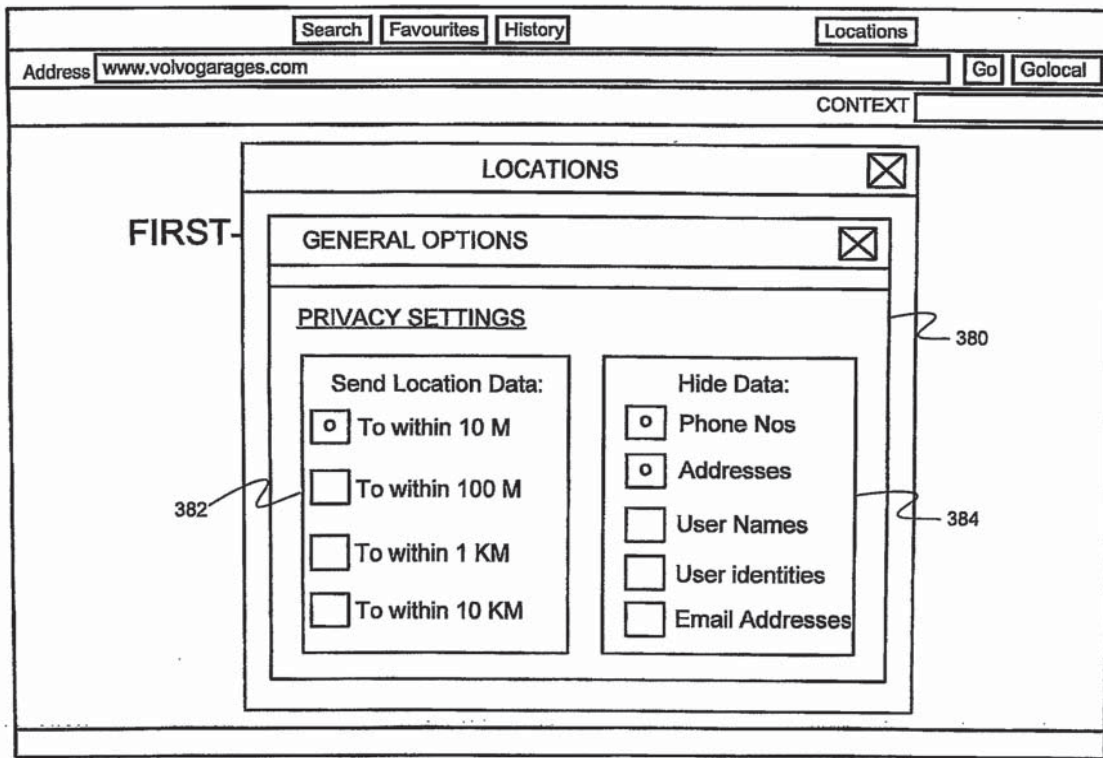 Search Favourites History Locations
Address www.volvogarages.com Go Golocal
CONTEXT
LOCATIONS
FIRST-
GENERAL OPTIONS
PRIVACY SETTINGS
380
Send Location Data:
To within 10 M
To within 100 M
To within 1 KM
To within 10 KM
382
Hide Data:
Phone Nos
Addresses
User Names
User identities
Email Addresses
384